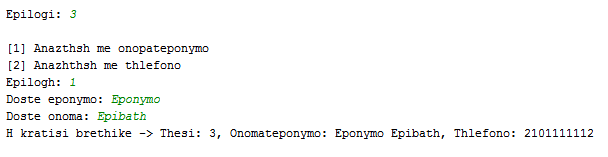 Epilogi: 3
[1] Anazthsh me onopateponymo
[2] Anazhthsh me thlefono
Epilogh: 1
Doste eponymo: Eponymo
Doste onoma: Epibath
H kratisi brethike -> Thesi: 3, Onomateponymo: Eponymo Epibath, Thlefono: 2101111112